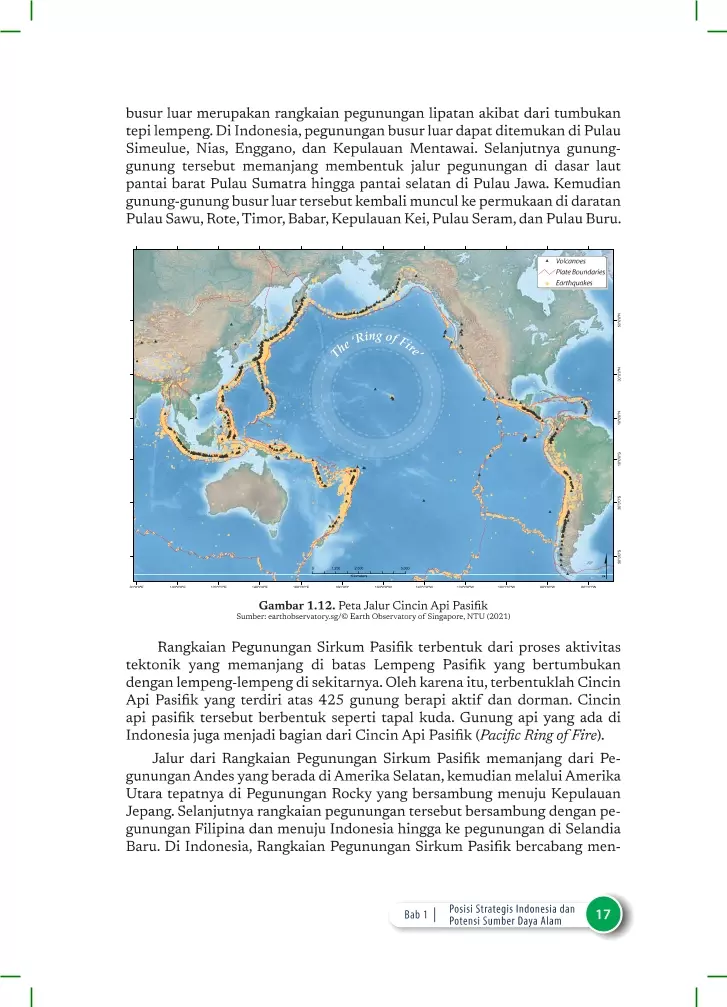 busur luar merupakan rangkaian pegunungan lipatan akibat dari tumbukan
tepi lempeng. Di Indonesia, pegunungan busur luar dapat ditemukan di Pulau
Simeulue, Nias, Enggano, dan Kepulauan Mentawai. Selanjutnya gunung-
gunung tersebut memanjang membentuk jalur pegunungan di dasar laut
pantai barat Pulau Sumatra hingga pantai selatan di Pulau Jawa. Kemudian
gunung-gunung busur luar tersebut kembali muncul ke permukaan di daratan
Pulau Sawu, Rote, Timor, Babar, Kepulauan Kei, Pulau Seram, dan Pulau Buru.
Volcanoes
Plate Boundaries
Earthquakes
The ‘Ring of Fire’
Gambar 1.12. Peta Jalur Cincin Api Pasifik
Sumber: earthobservatory.sg/© Earth Observatory of Singapore, NTU (2021)
Rangkaian Pegunungan Sirkum Pasifik terbentuk dari proses aktivitas
tektonik yang memanjang di batas Lempeng Pasifik yang bertumbukan
dengan lempeng-lempeng di sekitarnya. Oleh karena itu, terbentuklah Cincin
Api Pasifik yang terdiri atas 425 gunung berapi aktif dan dorman. Cincin
api pasifik tersebut berbentuk seperti tapal kuda. Gunung api yang ada di
Indonesia juga menjadi bagian dari Cincin Api Pasifik (Pacific Ring of Fire).
Jalur dari Rangkaian Pegunungan Sirkum Pasifik memanjang dari Pe-
gunungan Andes yang berada di Amerika Selatan, kemudian melalui Amerika
Utara tepatnya di Pegunungan Rocky yang bersambung menuju Kepulauan
Jepang. Selanjutnya rangkaian pegunungan tersebut bersambung dengan pe-
gunungan Filipina dan menuju Indonesia hingga ke pegunungan di Selandia
Baru. Di Indonesia, Rangkaian Pegunungan Sirkum Pasifik bercabang men-
Bab 1 | Posisi Strategis Indonesia dan
Potensi Sumber Daya Alam
17